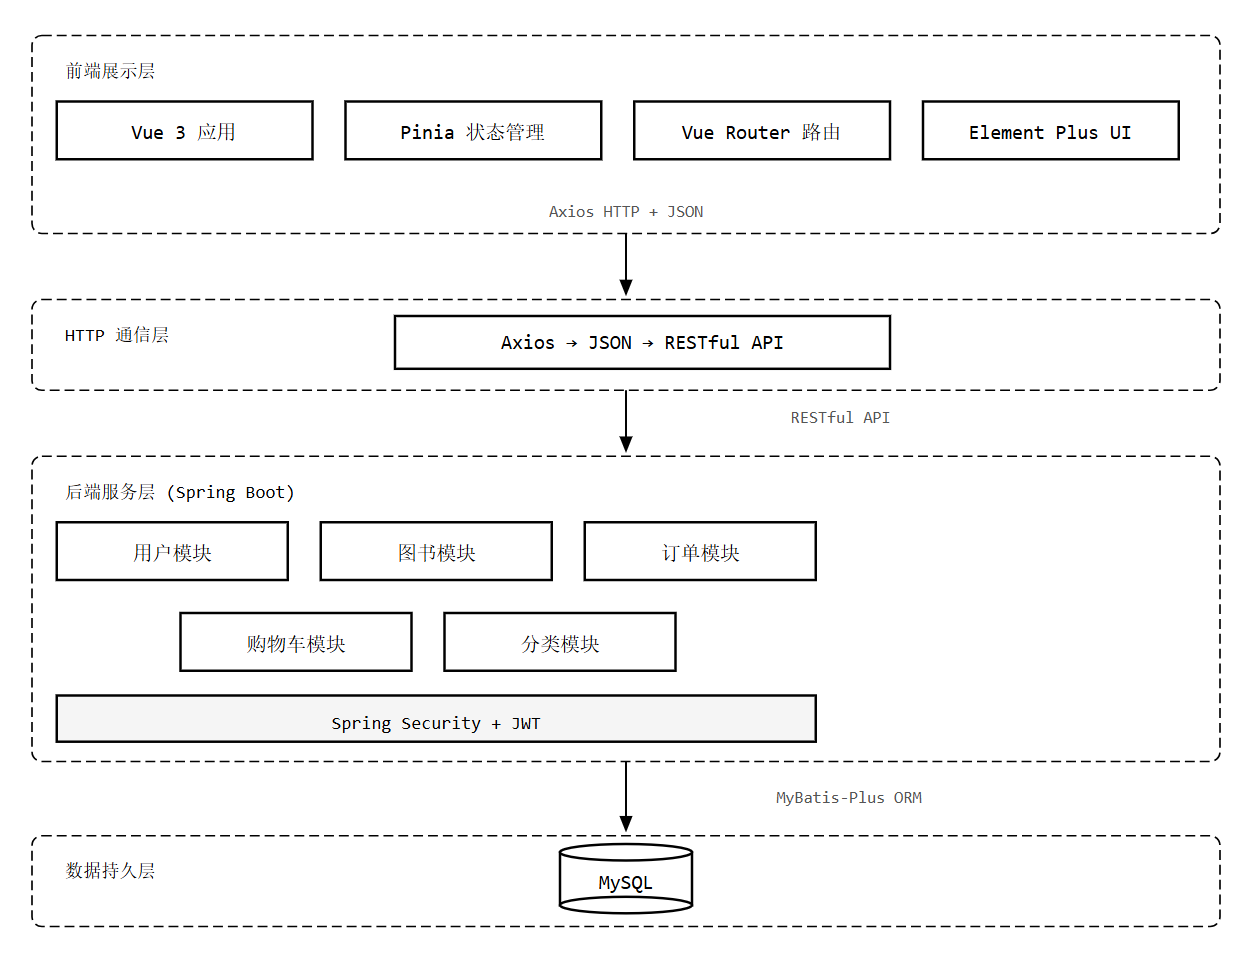 前端展示层
Vue 3 应用
Pinia 状态管理
Vue Router 路由
Element Plus UI
Axios HTTP + JSON
HTTP 通信层
Axios → JSON → RESTful API
RESTful API
后端服务层 (Spring Boot)
用户模块
图书模块
订单模块
购物车模块
分类模块
Spring Security + JWT
MyBatis-Plus ORM
数据持久层
MySQL